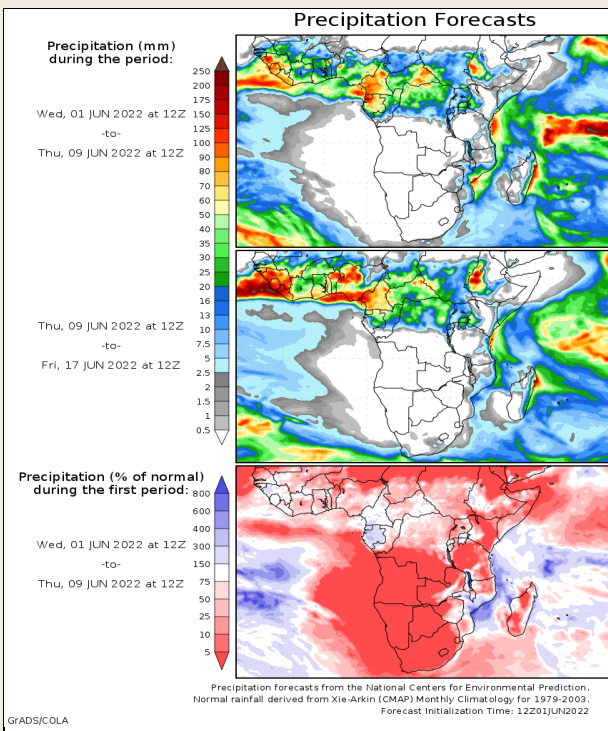 Precipitation Forecasts
Precipitation (mm)
during the period:
250
200
175
150
125
100
90
80
70
60
50
40
35
30
25
20
16
13
10
7.5
5
2.5
2
1.5
1
0.5
Wed, 01 JUN 2022 at 12Z
-to-
Thu, 09 JUN 2022 at 12Z
Thu, 09 JUN 2022 at 12Z
-to-
Fri, 17 JUN 2022 at 12Z
Precipitation (% of normal)
during the first period:
800
600
400
300
150
75
50
25
10
5
Wed, 01 JUN 2022 at 12Z
-to-
Thu, 09 JUN 2022 at 12Z
Precipitation forecasts from the National Centers for Environmental Prediction.
Normal rainfall derived from Xie-Arkin (CMAP) Monthly Climatology for 1979-2003.
Forecast Initialization Time: 12Z01JUN2022
GrADS/COLA